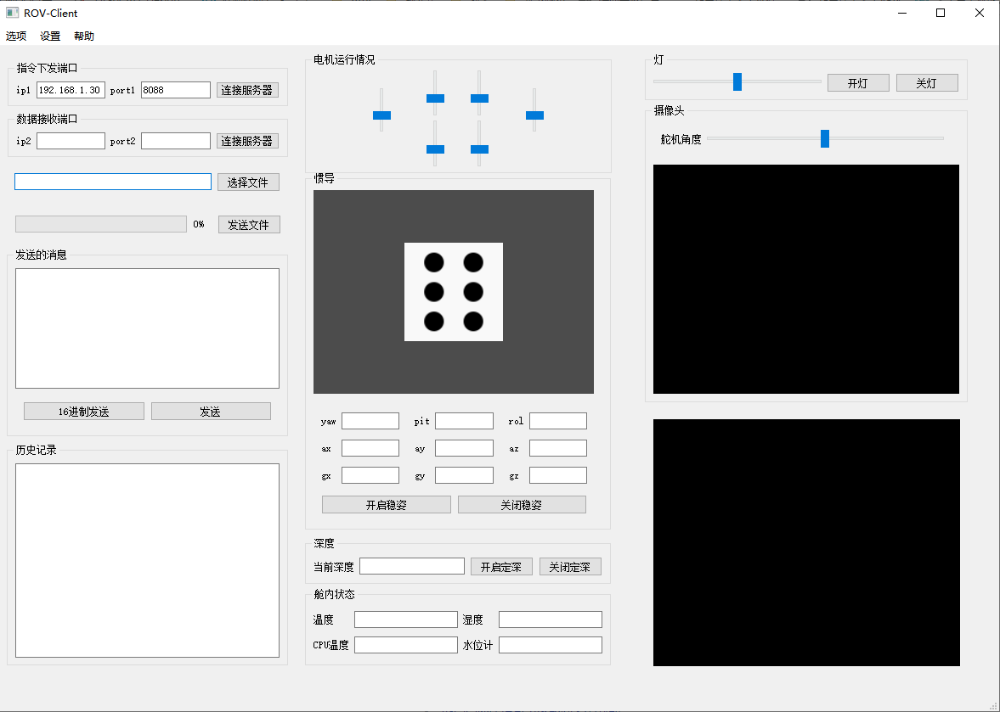 ROV-Client
选项 设置 帮助
指令下发端口
ip1 192.168.1.30 port1 8088 连接服务器
数据接收端口
ip2 port2 连接服务器
选择文件
0% 发送文件
发送的消息
16进制发送 发送
历史记录
电机运行情况
惯导
yaw pit rol
ax ay az
gx gy gz
开启稳姿 关闭稳姿
深度
当前深度 开启定深 关闭定深
舱内状态
温度 湿度
CPU温度 水位计
灯
开灯 关灯
摄像头
舵机角度